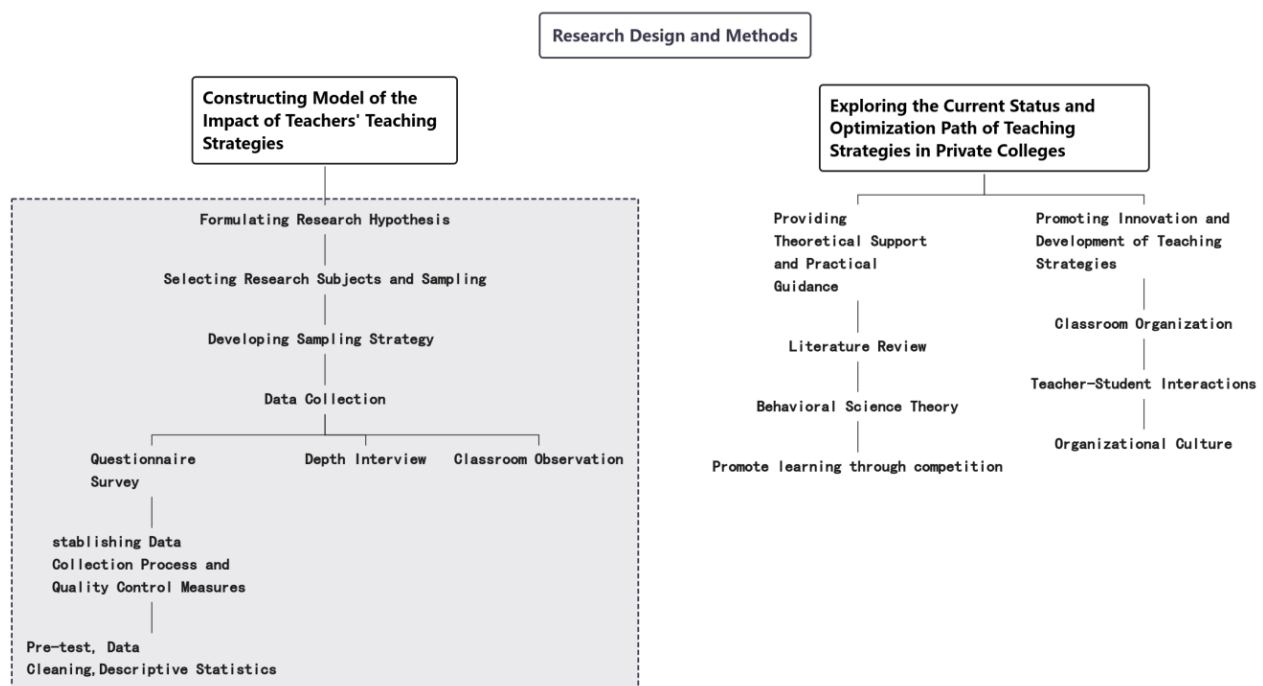 Research Design and Methods
Constructing Model of the
Impact of Teachers' Teaching
Strategies
Formulating Research Hypothesis
Selecting Research Subjects and Sampling
Developing Sampling Strategy
Data Collection
Questionnaire
Survey
Depth Interview
Classroom Observation
stablishing Data
Collection Process and
Quality Control Measures
Pre-test, Data
Cleaning,Descriptive Statistics
Exploring the Current Status and
Optimization Path of Teaching
Strategies in Private Colleges
Providing
Theoretical Support
and Practical
Guidance
Literature Review
Behavioral Science Theory
Promote learning through competition
Promoting Innovation and
Development of Teaching
Strategies
Classroom Organization
Teacher-Student Interactions
Organizational Culture